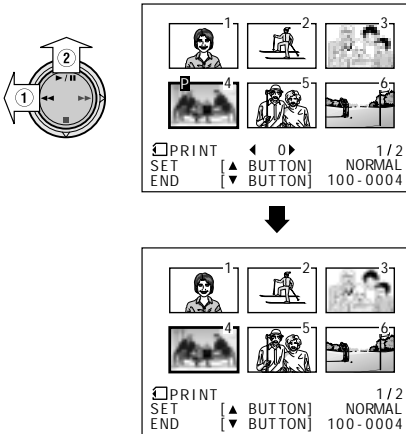 ②
①
1 2 3
P 4 5 6
PRINT ◀ 0 ▶ 1/2
SET [▲ BUTTON] NORMAL
END [▼ BUTTON] 100-0004
1 2 3
4 5 6
PRINT 1/2
SET [▲ BUTTON] NORMAL
END [▼ BUTTON] 100-0004